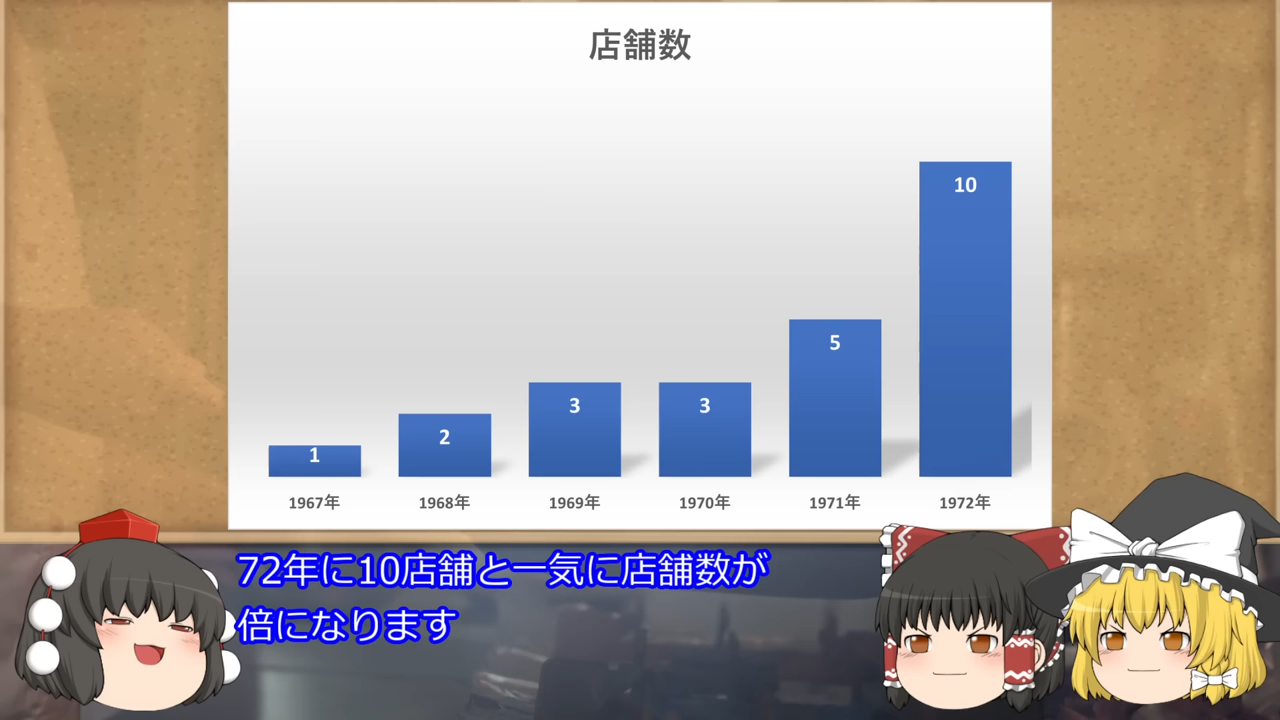 店舗数
1
2
3
3
5
10
1967年
1968年
1969年
1970年
1971年
1972年
72年に10店舗と一気に店舗数が
倍になります